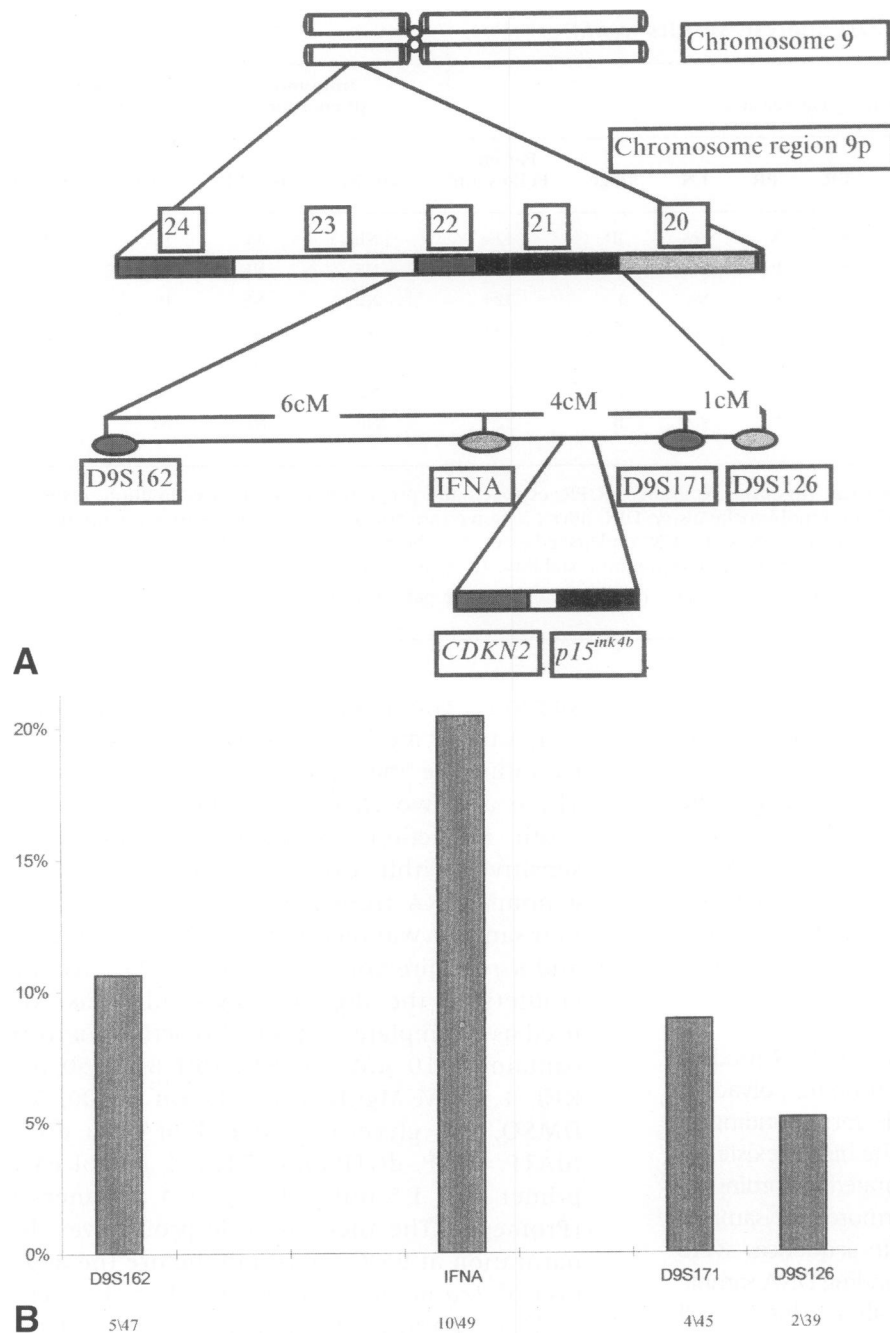 Chromosome 9
Chromosome region 9p
24 23 22 21 20
6cM 4cM 1cM
D9S162 IFNA D9S171 D9S126
CDKN2 p15ink4b
A
20%
15%
10%
5%
0%
D9S162 IFNA D9S171 D9S126
B 5\47 10\49 4\45 2\39